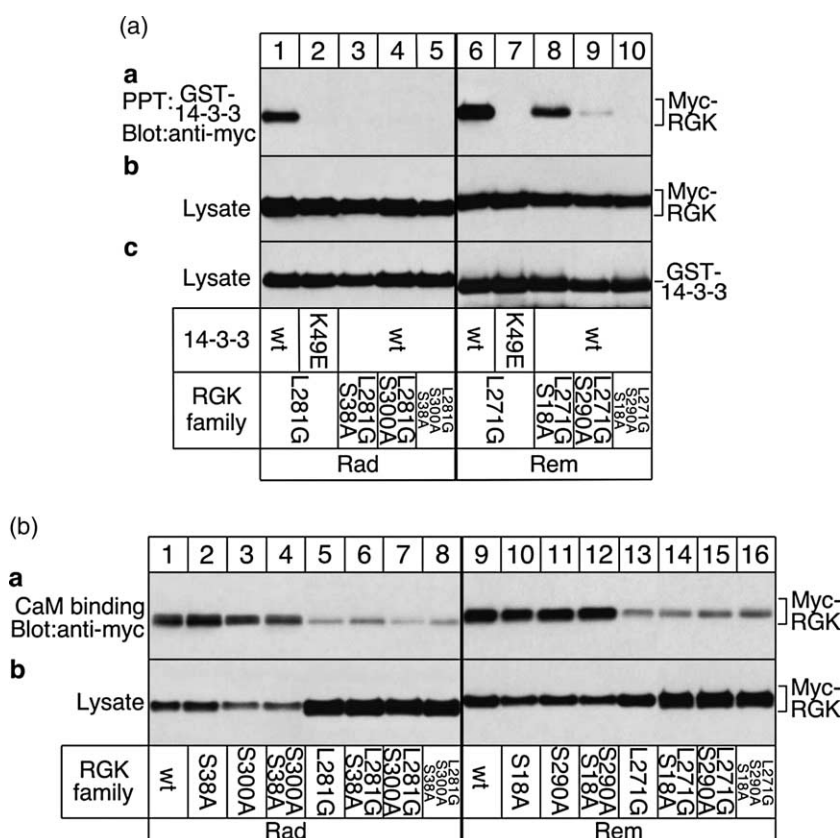 (a)
1 2 3 4 5 6 7 8 9 10
a
PPT: GST-14-3-3
Blot:anti-myc
Myc-RGK
b
Lysate
Myc-RGK
c
Lysate
GST-14-3-3
14-3-3
wt K49E wt wt K49E wt
RGK family
L281G
L281G S38A
L281G S300A
L281G S300A S38A
L271G
L271G S18A
L271G S290A
L271G S290A S18A
Rad Rem
(b)
1 2 3 4 5 6 7 8 9 10 11 12 13 14 15 16
a
CaM binding
Blot:anti-myc
Myc-RGK
b
Lysate
Myc-RGK
RGK family
wt
S38A
S300A
S300A S38A
L281G
L281G S38A
L281G S300A
L281G S300A S38A
wt
S18A
S290A
S290A S18A
L271G
L271G S18A
L271G S290A
L271G S290A S18A
Rad Rem